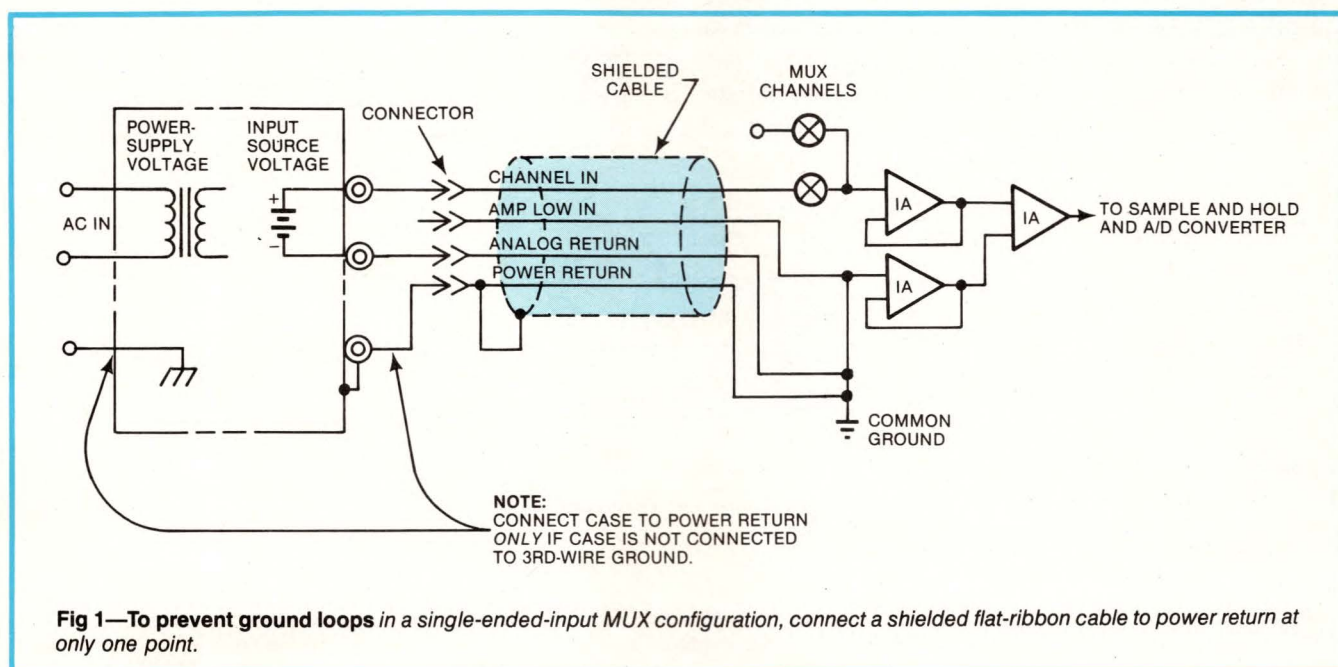 SHIELDED
CABLE
MUX
CHANNELS
CONNECTOR
POWER-
SUPPLY
VOLTAGE
INPUT
SOURCE
VOLTAGE
+
−
AC IN
CHANNEL IN
AMP LOW IN
ANALOG RETURN
POWER RETURN
IA
IA
IA
TO SAMPLE AND HOLD
AND A/D CONVERTER
COMMON
GROUND
NOTE:
CONNECT CASE TO POWER RETURN
ONLY IF CASE IS NOT CONNECTED
TO 3RD-WIRE GROUND.
Fig 1—To prevent ground loops in a single-ended-input MUX configuration, connect a shielded flat-ribbon cable to power return at
only one point.